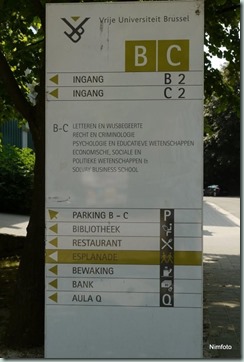 Vrije Universiteit Brussel
B C
INGANG B 2
INGANG C 2
B-C LETTEREN EN WIJSBEGEERTE
RECHT EN CRIMINOLOGIE
PSYCHOLOGIE EN EDUCATIEVE WETENSCHAPPEN
ECONOMISCHE, SOCIALE EN
POLITIEKE WETENSCHAPPEN &
SOLVAY BUSINESS SCHOOL
PARKING B - C P
BIBLIOTHEEK
RESTAURANT
ESPLANADE
BEWAKING
BANK
AULA Q Q
Nimfoto